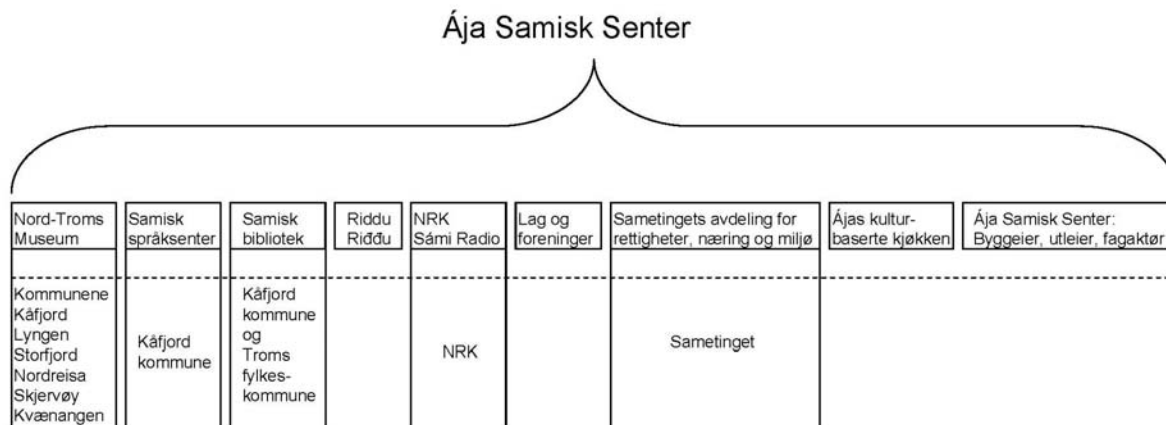 Ája Samisk Senter
Nord-Troms
Museum
Samisk
språksenter
Samisk
bibliotek
Riddu
Riđđu
NRK
Sámi Radio
Lag og
foreninger
Sametingets avdeling for
rettigheter, næring og miljø
Ájas kultur-
baserte kjøkken
Ája Samisk Senter:
Byggeier, utleier, fagaktør
Kommunene
Kåfjord
Lyngen
Storfjord
Nordreisa
Skjervøy
Kvænangen
Kåfjord
kommune
Kåfjord
kommune
og
Troms
fylkes-
kommune
NRK
Sametinget